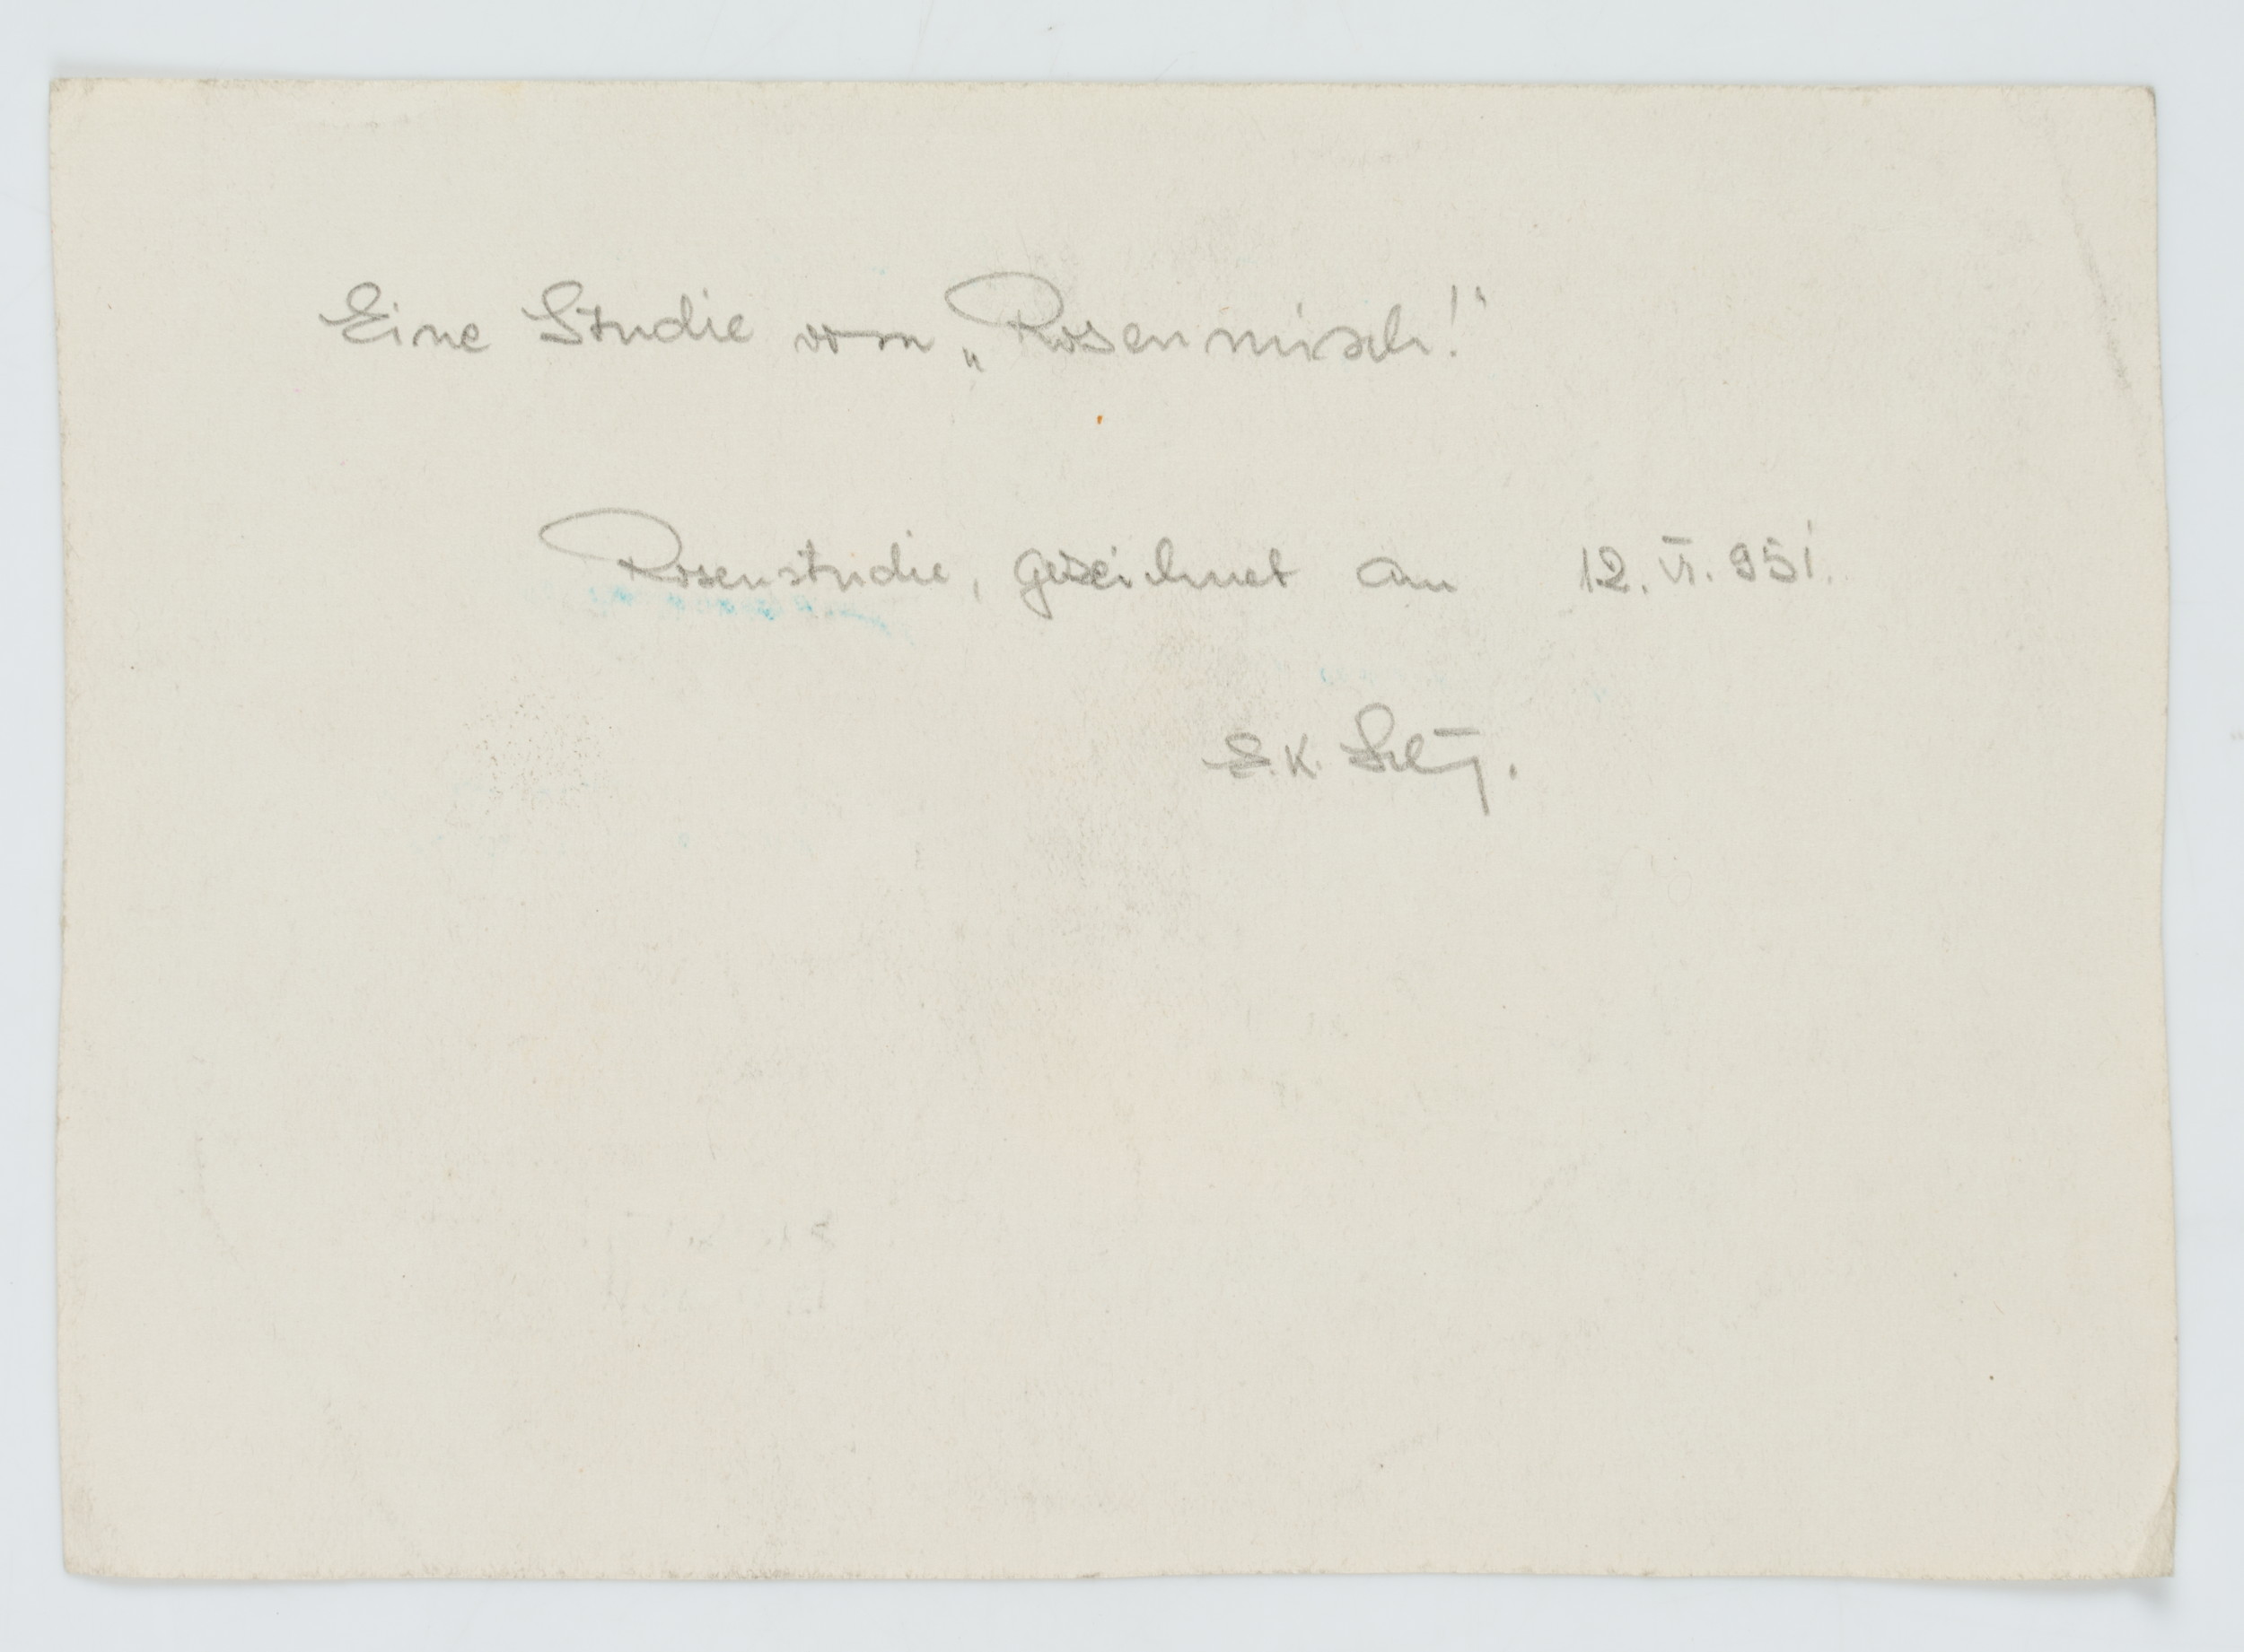 Eine Studie vom „Rosenmisch!“
Rosenstudie, gezeichnet am 12. VI. 951.
E.K.